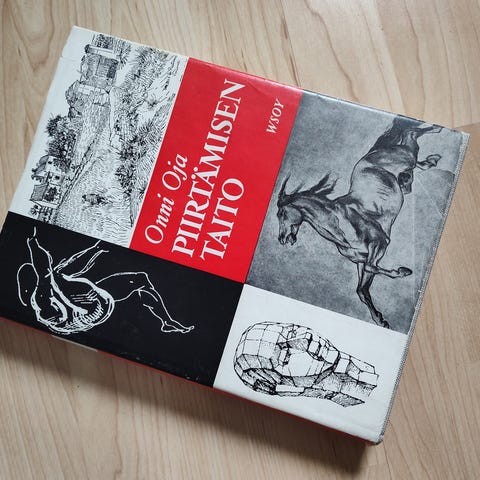 Onni Oja
PIIRTÄMISEN
TAITO
WSOY